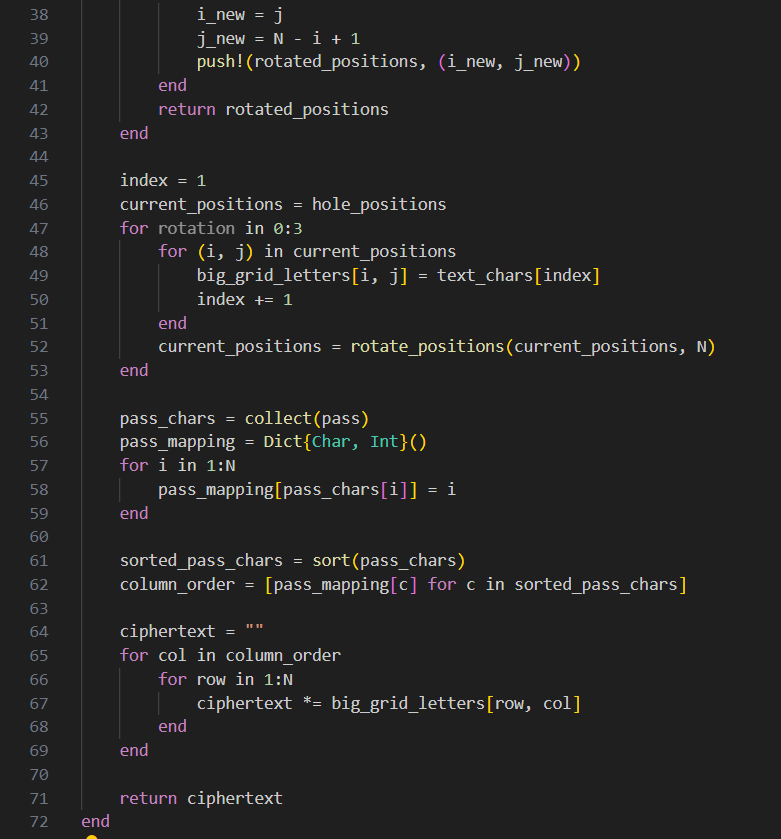 38 i_new = j
39 j_new = N - i + 1
40 push!(rotated_positions, (i_new, j_new))
41 end
42 return rotated_positions
43 end
44
45 index = 1
46 current_positions = hole_positions
47 for rotation in 0:3
48 for (i, j) in current_positions
49 big_grid_letters[i, j] = text_chars[index]
50 index += 1
51 end
52 current_positions = rotate_positions(current_positions, N)
53 end
54
55 pass_chars = collect(pass)
56 pass_mapping = Dict{Char, Int}()
57 for i in 1:N
58 pass_mapping[pass_chars[i]] = i
59 end
60
61 sorted_pass_chars = sort(pass_chars)
62 column_order = [pass_mapping[c] for c in sorted_pass_chars]
63
64 ciphertext = ""
65 for col in column_order
66 for row in 1:N
67 ciphertext *= big_grid_letters[row, col]
68 end
69 end
70
71 return ciphertext
72 end